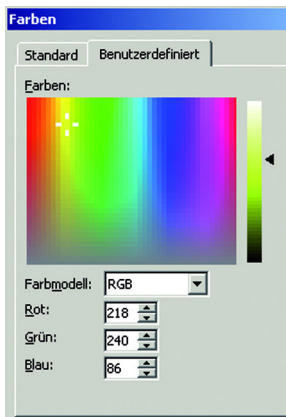 Farben
Standard Benutzerdefiniert
Farben:
Farbmodell: RGB
Rot: 218
Grün: 240
Blau: 86